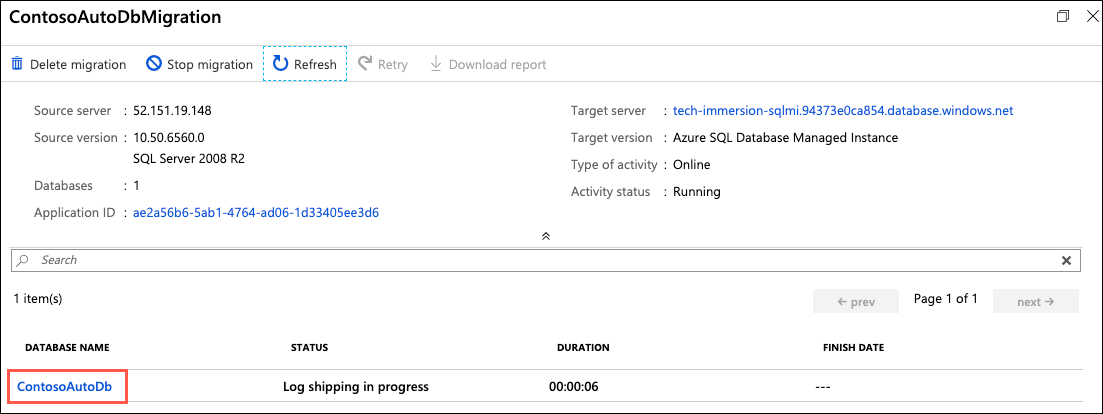 ContosoAutoDbMigration
Delete migration Stop migration Refresh Retry Download report
Source server : 52.151.19.148
Source version : 10.50.6560.0
SQL Server 2008 R2
Databases : 1
Application ID : ae2a56b6-5ab1-4764-ad06-1d33405ee3d6
Target server : tech-immersion-sqlmi.94373e0ca854.database.windows.net
Target version : Azure SQL Database Managed Instance
Type of activity : Online
Activity status : Running
Search
1 item(s) ← prev Page 1 of 1 next →
DATABASE NAME STATUS DURATION FINISH DATE
ContosoAutoDb Log shipping in progress 00:00:06 ---